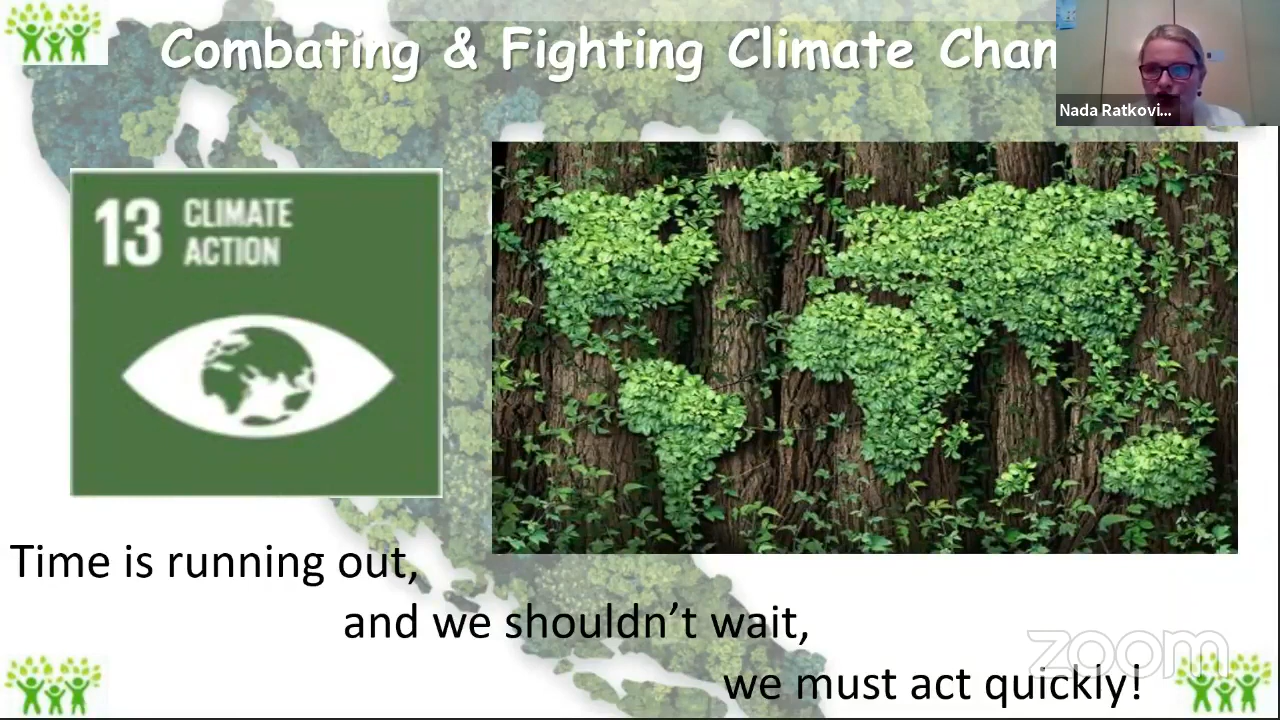 Combating & Fighting Climate Chan
Nada Ratkovi...
13 CLIMATE
ACTION
Time is running out,
and we shouldn't wait,
zoom
we must act quickly!